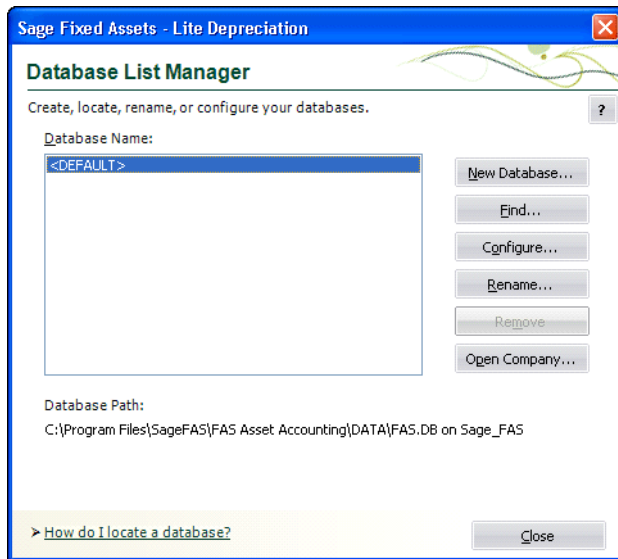 Sage Fixed Assets - Lite Depreciation
Database List Manager
Create, locate, rename, or configure your databases.
?
Database Name:
<DEFAULT>
New Database...
Find...
Configure...
Rename...
Remove
Open Company...
Database Path:
C:\Program Files\SageFAS\FAS Asset Accounting\DATA\FAS.DB on Sage_FAS
➤ How do I locate a database?
Close